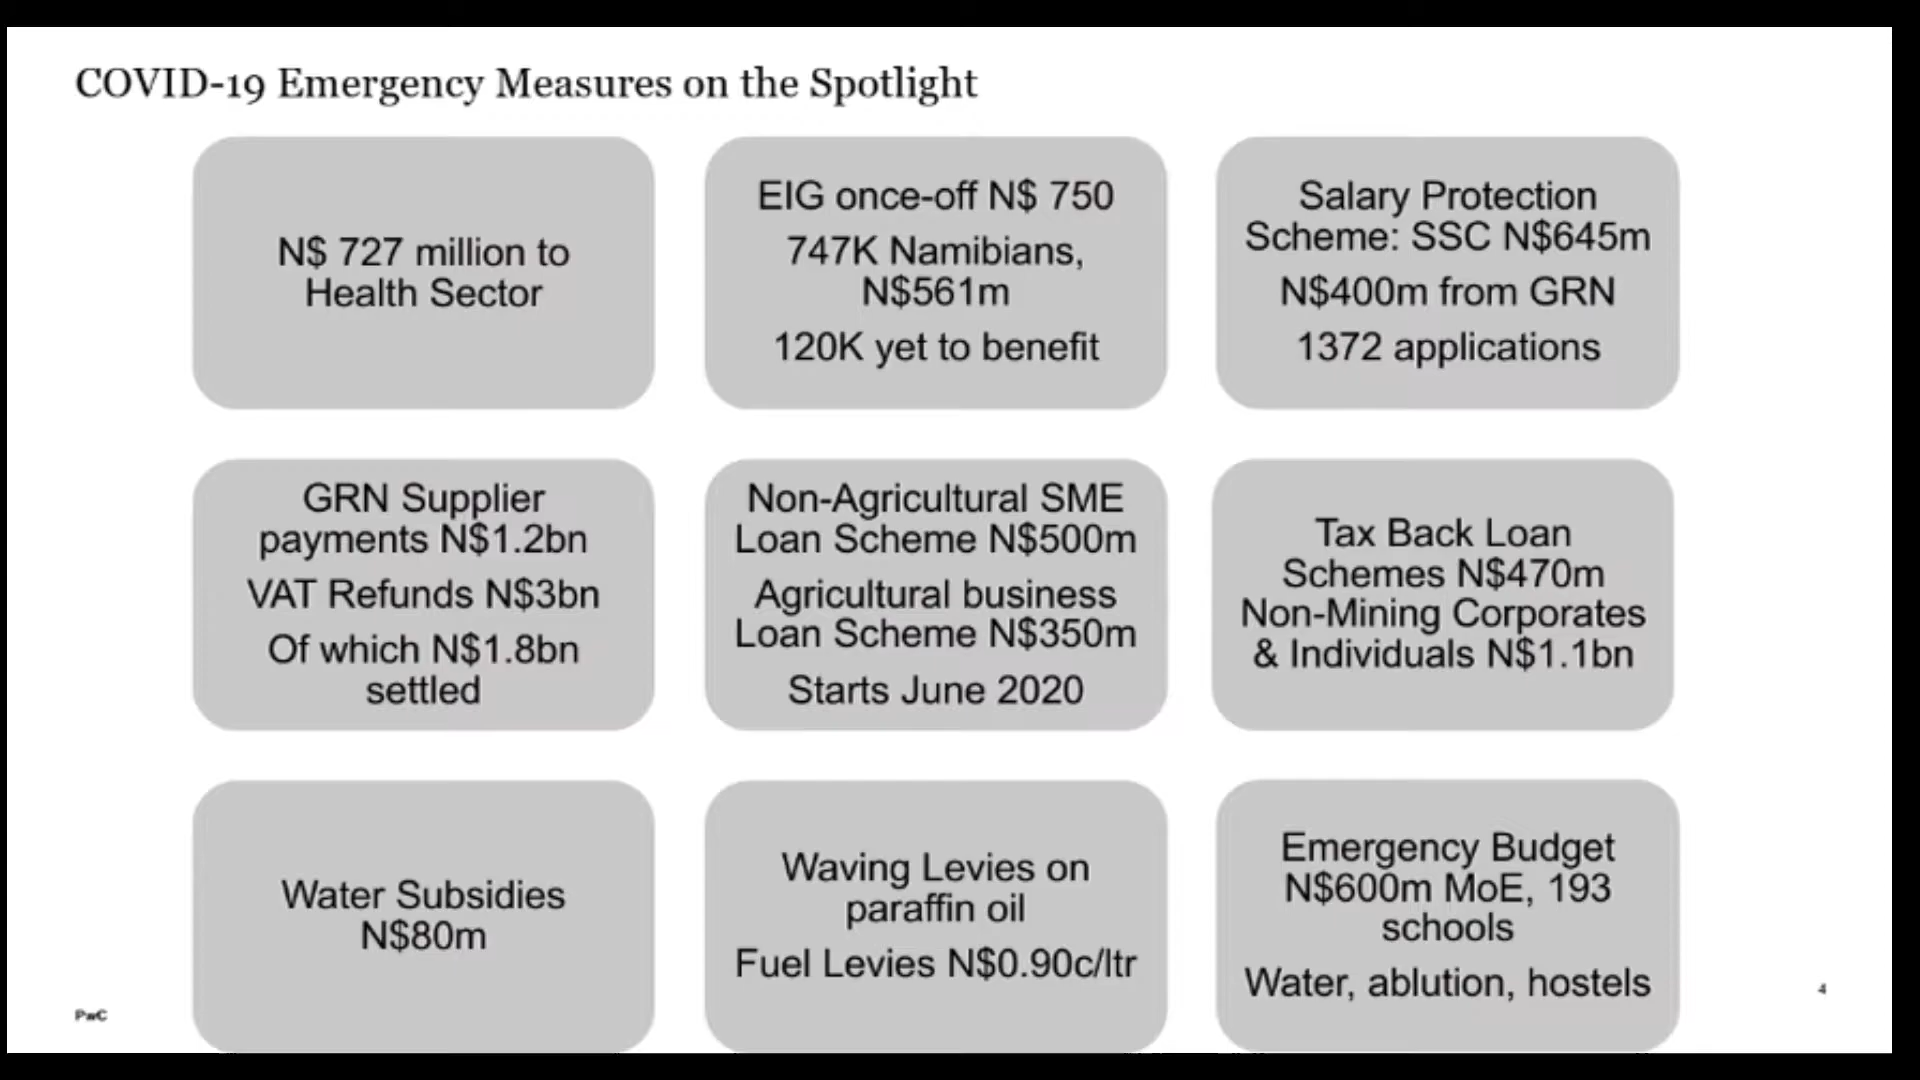 COVID-19 Emergency Measures on the Spotlight
N$ 727 million to
Health Sector
EIG once-off N$ 750
747K Namibians,
N$561m
120K yet to benefit
Salary Protection
Scheme: SSC N$645m
N$400m from GRN
1372 applications
GRN Supplier
payments N$1.2bn
VAT Refunds N$3bn
Of which N$1.8bn
settled
Non-Agricultural SME
Loan Scheme N$500m
Agricultural business
Loan Scheme N$350m
Starts June 2020
Tax Back Loan
Schemes N$470m
Non-Mining Corporates
& Individuals N$1.1bn
Water Subsidies
N$80m
Waving Levies on
paraffin oil
Fuel Levies N$0.90c/ltr
Emergency Budget
N$600m MoE, 193
schools
Water, ablution, hostels
PwC
4